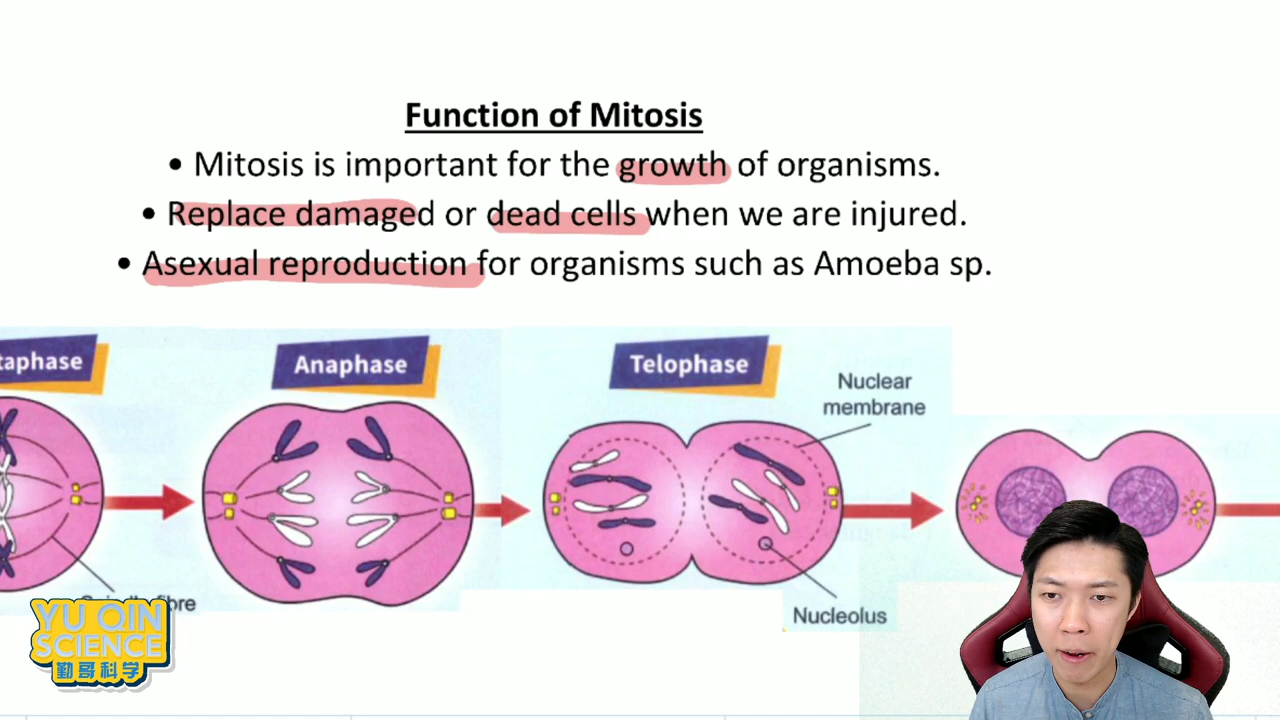 Function of Mitosis
• Mitosis is important for the growth of organisms.
• Replace damaged or dead cells when we are injured.
• Asexual reproduction for organisms such as Amoeba sp.
taphase
Anaphase
Telophase
Nuclear
membrane
Nucleolus
YU QIN
SCIENCE
勤哥科学